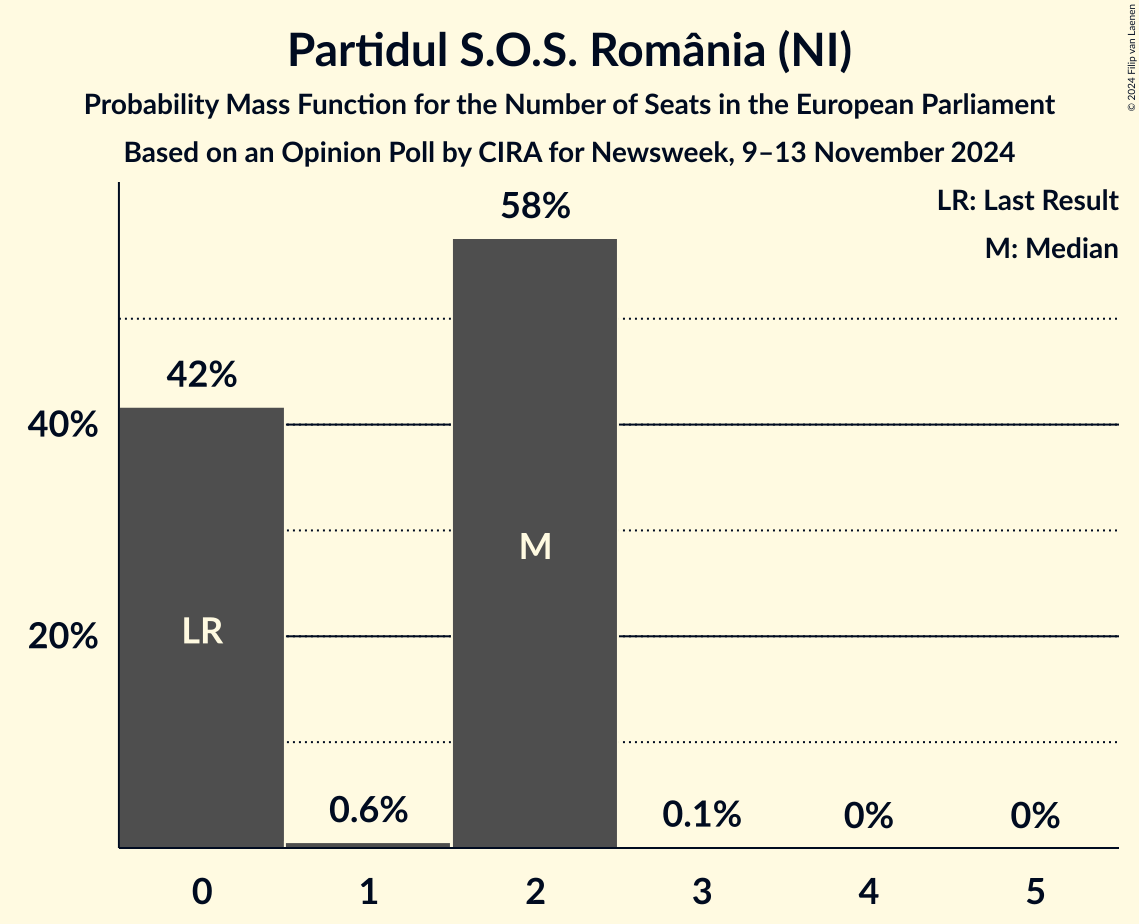 Partidul S.O.S. România (NI)
Probability Mass Function for the Number of Seats in the European Parliament
Based on an Opinion Poll by CIRA for Newsweek, 9–13 November 2024
© 2024 Filip van Laenen
LR: Last Result
M: Median
58%
42%
40%
M
LR
20%
0.6%
0.1%
0%
0%
0
1
2
3
4
5